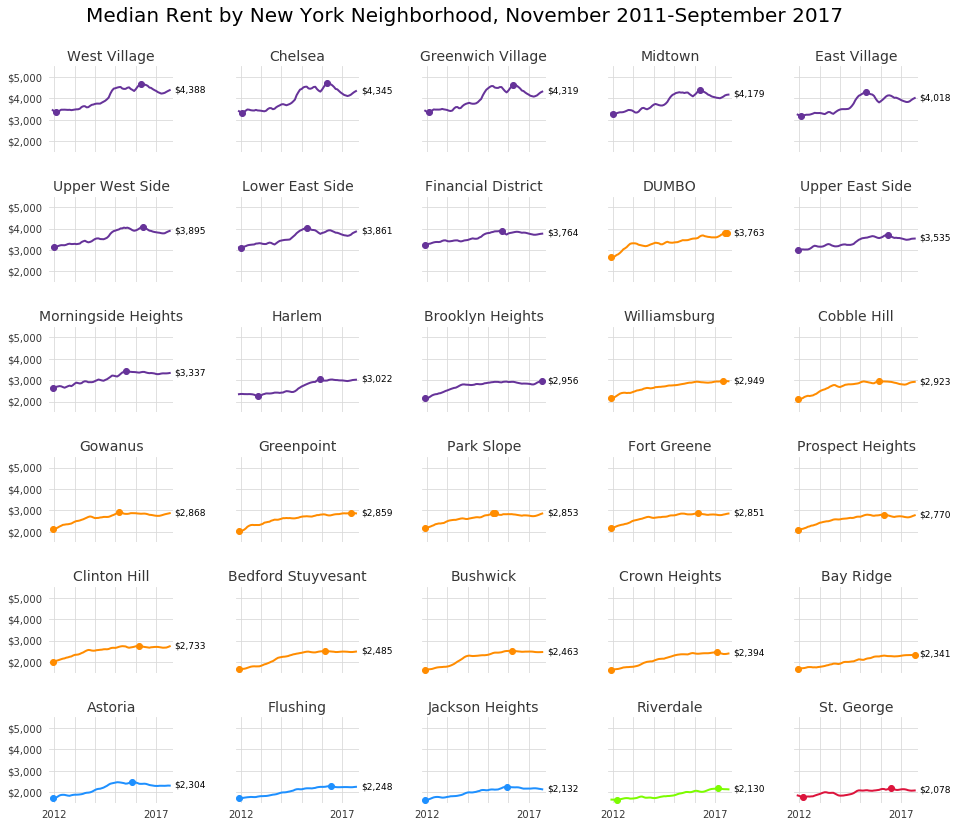 Median Rent by New York Neighborhood, November 2011-September 2017
West Village
Chelsea
Greenwich Village
Midtown
East Village
$5,000
$4,000
$3,000
$2,000
$4,388
$4,345
$4,319
$4,179
$4,018
Upper West Side
Lower East Side
Financial District
DUMBO
Upper East Side
$5,000
$4,000
$3,000
$2,000
$3,895
$3,861
$3,764
$3,763
$3,535
Morningside Heights
Harlem
Brooklyn Heights
Williamsburg
Cobble Hill
$5,000
$4,000
$3,000
$2,000
$3,337
$3,022
$2,956
$2,949
$2,923
Gowanus
Greenpoint
Park Slope
Fort Greene
Prospect Heights
$5,000
$4,000
$3,000
$2,000
$2,868
$2,859
$2,853
$2,851
$2,770
Clinton Hill
Bedford Stuyvesant
Bushwick
Crown Heights
Bay Ridge
$5,000
$4,000
$3,000
$2,000
$2,733
$2,485
$2,463
$2,394
$2,341
Astoria
Flushing
Jackson Heights
Riverdale
St. George
$5,000
$4,000
$3,000
$2,000
$2,304
$2,248
$2,132
$2,130
$2,078
2012
2017
2012
2017
2012
2017
2012
2017
2012
2017